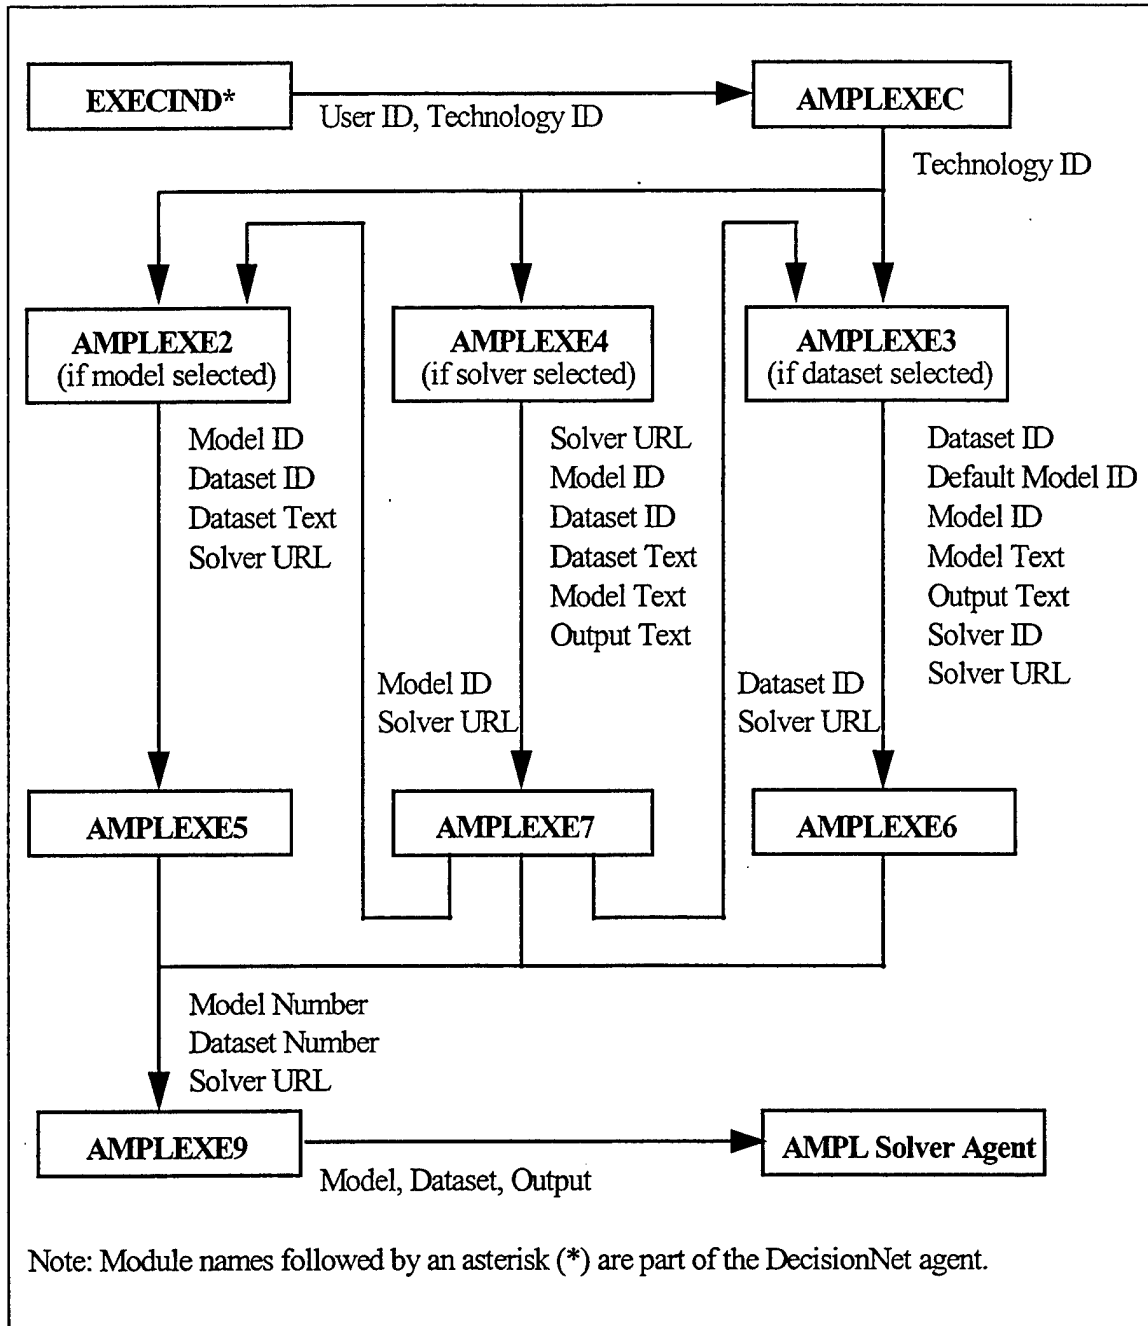 EXECIND*
User ID, Technology ID
AMPLEXEC
Technology ID
AMPLEXE2
(if model selected)
AMPLEXE4
(if solver selected)
AMPLEXE3
(if dataset selected)
Model ID
Dataset ID
Dataset Text
Solver URL
Solver URL
Model ID
Dataset ID
Dataset Text
Model Text
Output Text
Dataset ID
Default Model ID
Model ID
Model Text
Output Text
Solver ID
Solver URL
Model ID
Solver URL
Dataset ID
Solver URL
AMPLEXE5
AMPLEXE7
AMPLEXE6
Model Number
Dataset Number
Solver URL
AMPLEXE9
Model, Dataset, Output
AMPL Solver Agent
Note: Module names followed by an asterisk (*) are part of the DecisionNet agent.